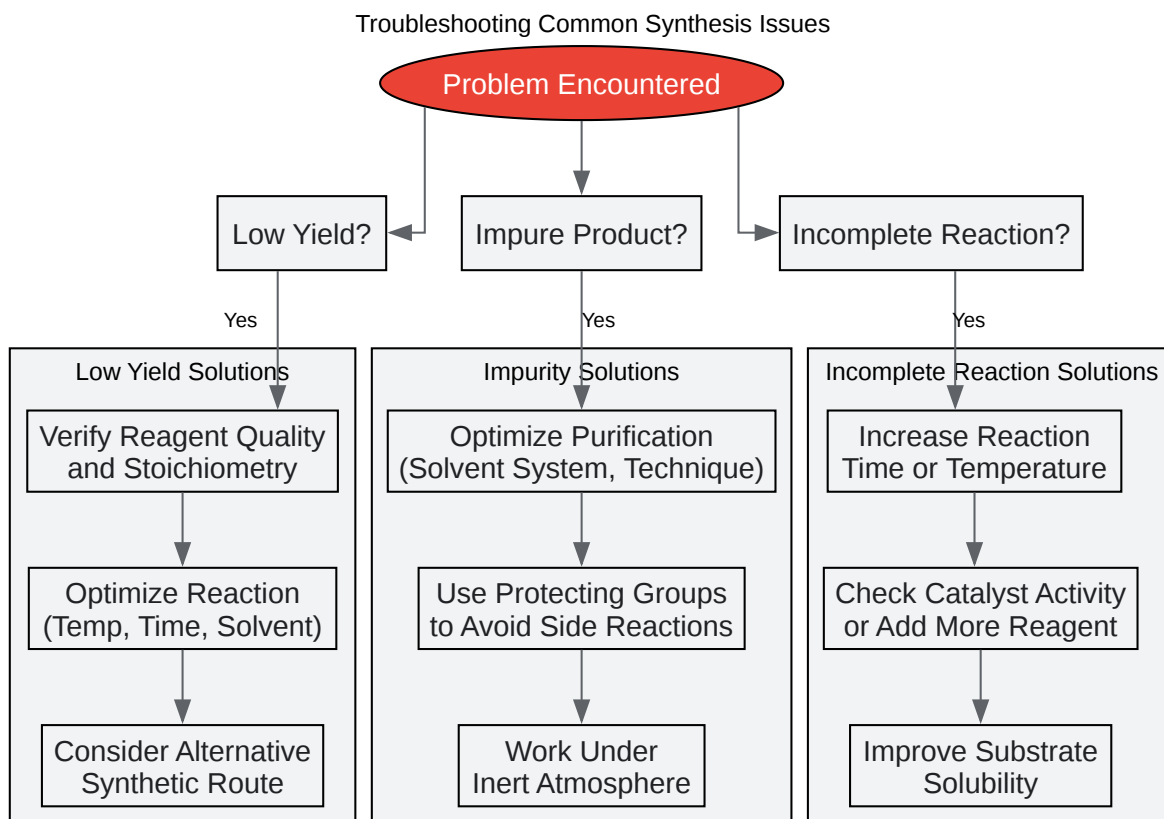 Troubleshooting Common Synthesis Issues
Problem Encountered
Low Yield?
Impure Product?
Incomplete Reaction?
Yes
Yes
Yes
Low Yield Solutions
Impurity Solutions
Incomplete Reaction Solutions
Verify Reagent Quality
and Stoichiometry
Optimize Purification
(Solvent System, Technique)
Increase Reaction
Time or Temperature
Optimize Reaction
(Temp, Time, Solvent)
Use Protecting Groups
to Avoid Side Reactions
Check Catalyst Activity
or Add More Reagent
Consider Alternative
Synthetic Route
Work Under
Inert Atmosphere
Improve Substrate
Solubility